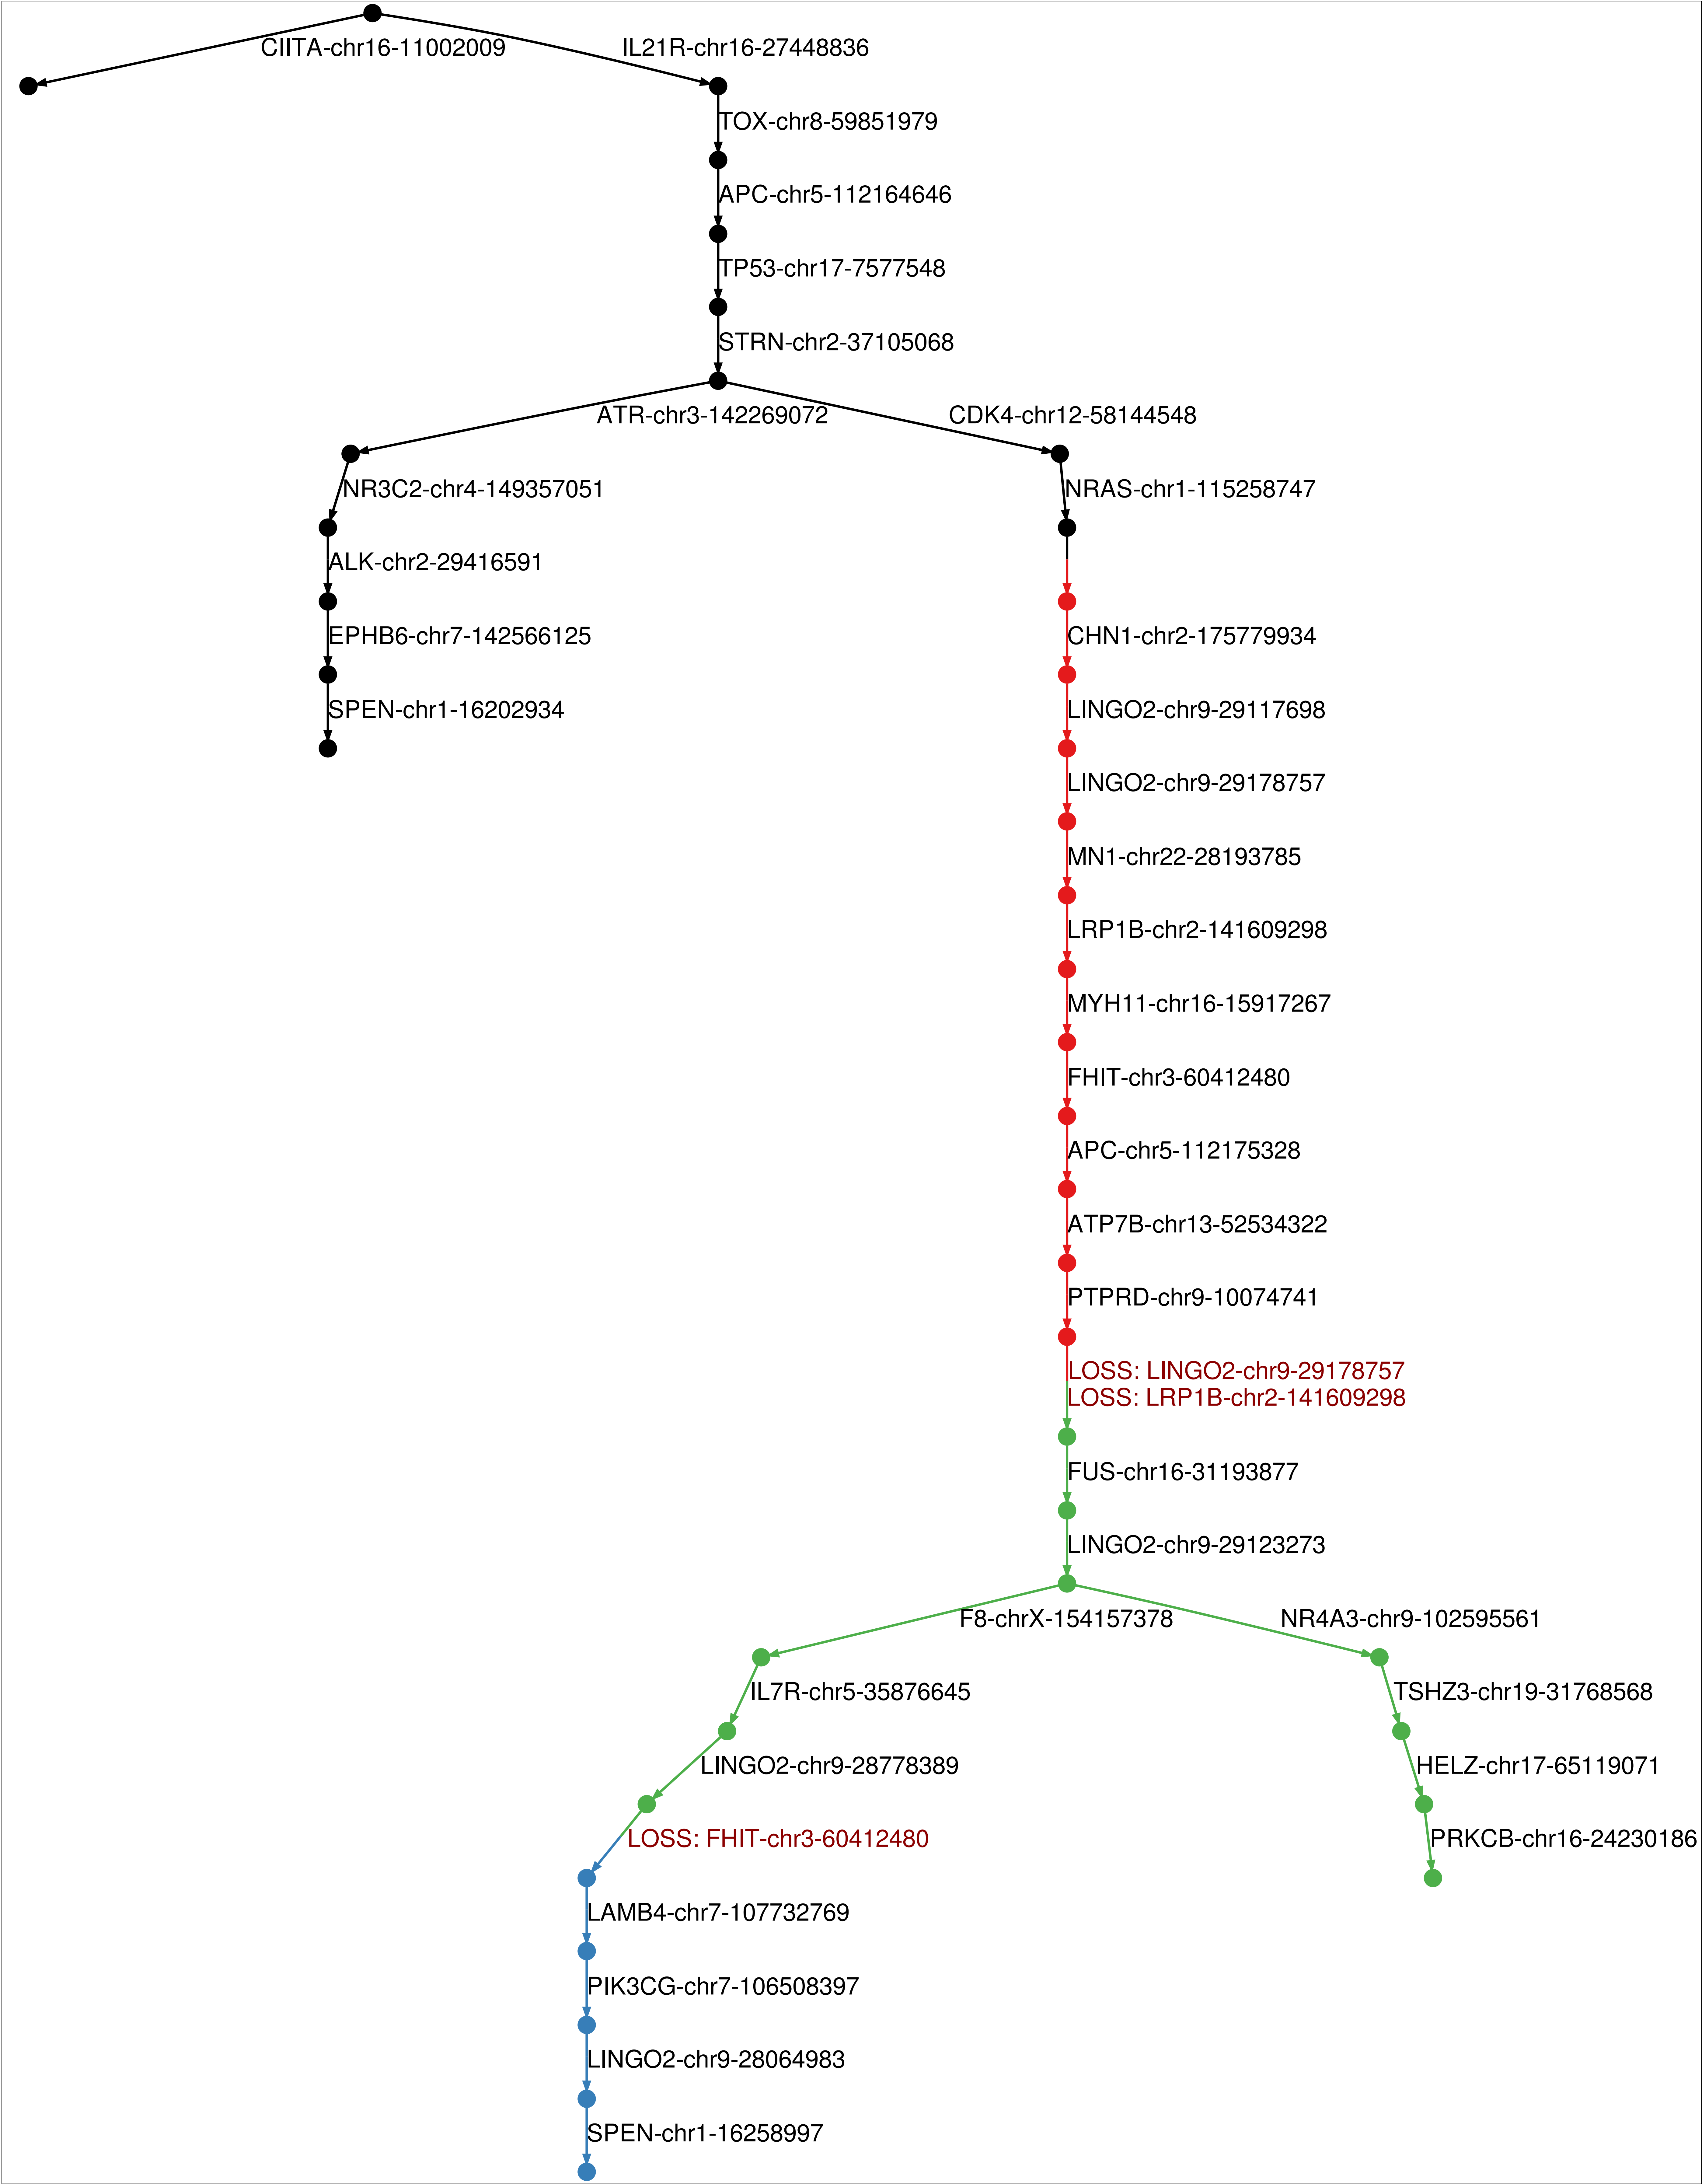 CIITA-chr16-11002009
IL21R-chr16-27448836
TOX-chr8-59851979
APC-chr5-112164646
TP53-chr17-7577548
STRN-chr2-37105068
ATR-chr3-142269072
CDK4-chr12-58144548
NR3C2-chr4-149357051
NRAS-chr1-115258747
ALK-chr2-29416591
EPHB6-chr7-142566125
CHN1-chr2-175779934
SPEN-chr1-16202934
LINGO2-chr9-29117698
LINGO2-chr9-29178757
MN1-chr22-28193785
LRP1B-chr2-141609298
MYH11-chr16-15917267
FHIT-chr3-60412480
APC-chr5-112175328
ATP7B-chr13-52534322
PTPRD-chr9-10074741
LOSS: LINGO2-chr9-29178757
LOSS: LRP1B-chr2-141609298
FUS-chr16-31193877
LINGO2-chr9-29123273
F8-chrX-154157378
NR4A3-chr9-102595561
IL7R-chr5-35876645
TSHZ3-chr19-31768568
LINGO2-chr9-28778389
HELZ-chr17-65119071
LOSS: FHIT-chr3-60412480
PRKCB-chr16-24230186
LAMB4-chr7-107732769
PIK3CG-chr7-106508397
LINGO2-chr9-28064983
SPEN-chr1-16258997